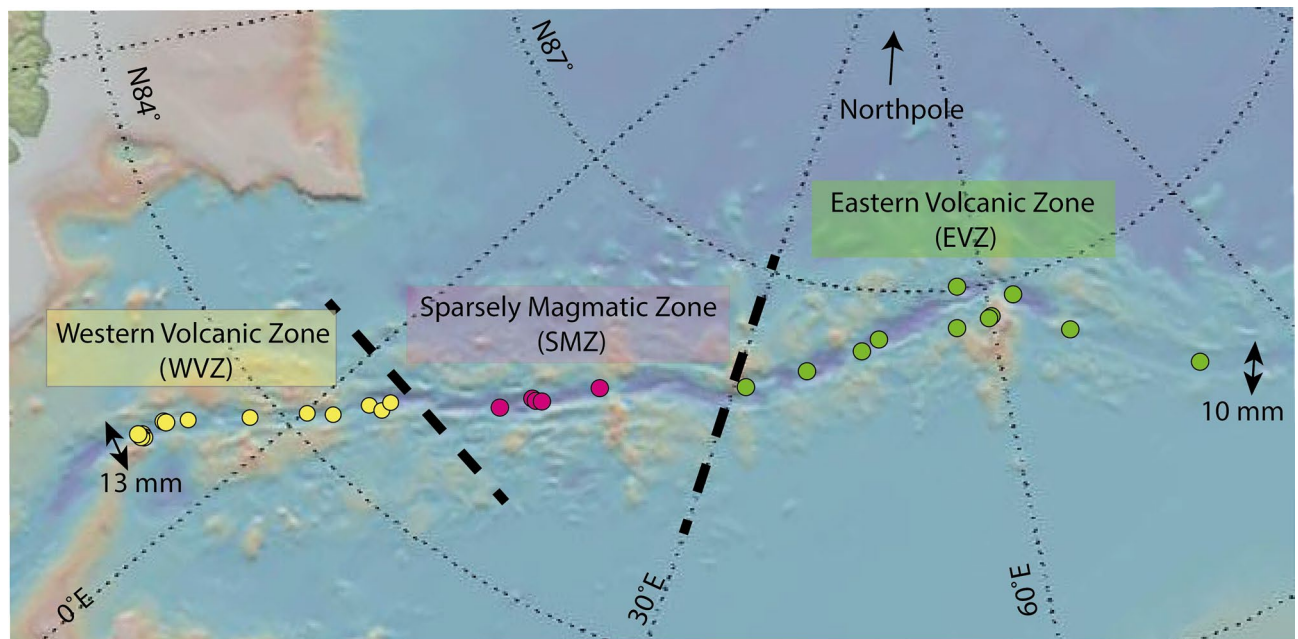 N84°
N87°
Northpole
Eastern Volcanic Zone
(EVZ)
Sparsely Magmatic Zone
(SMZ)
Western Volcanic Zone
(WVZ)
13 mm
10 mm
0°E
30°E
60°E